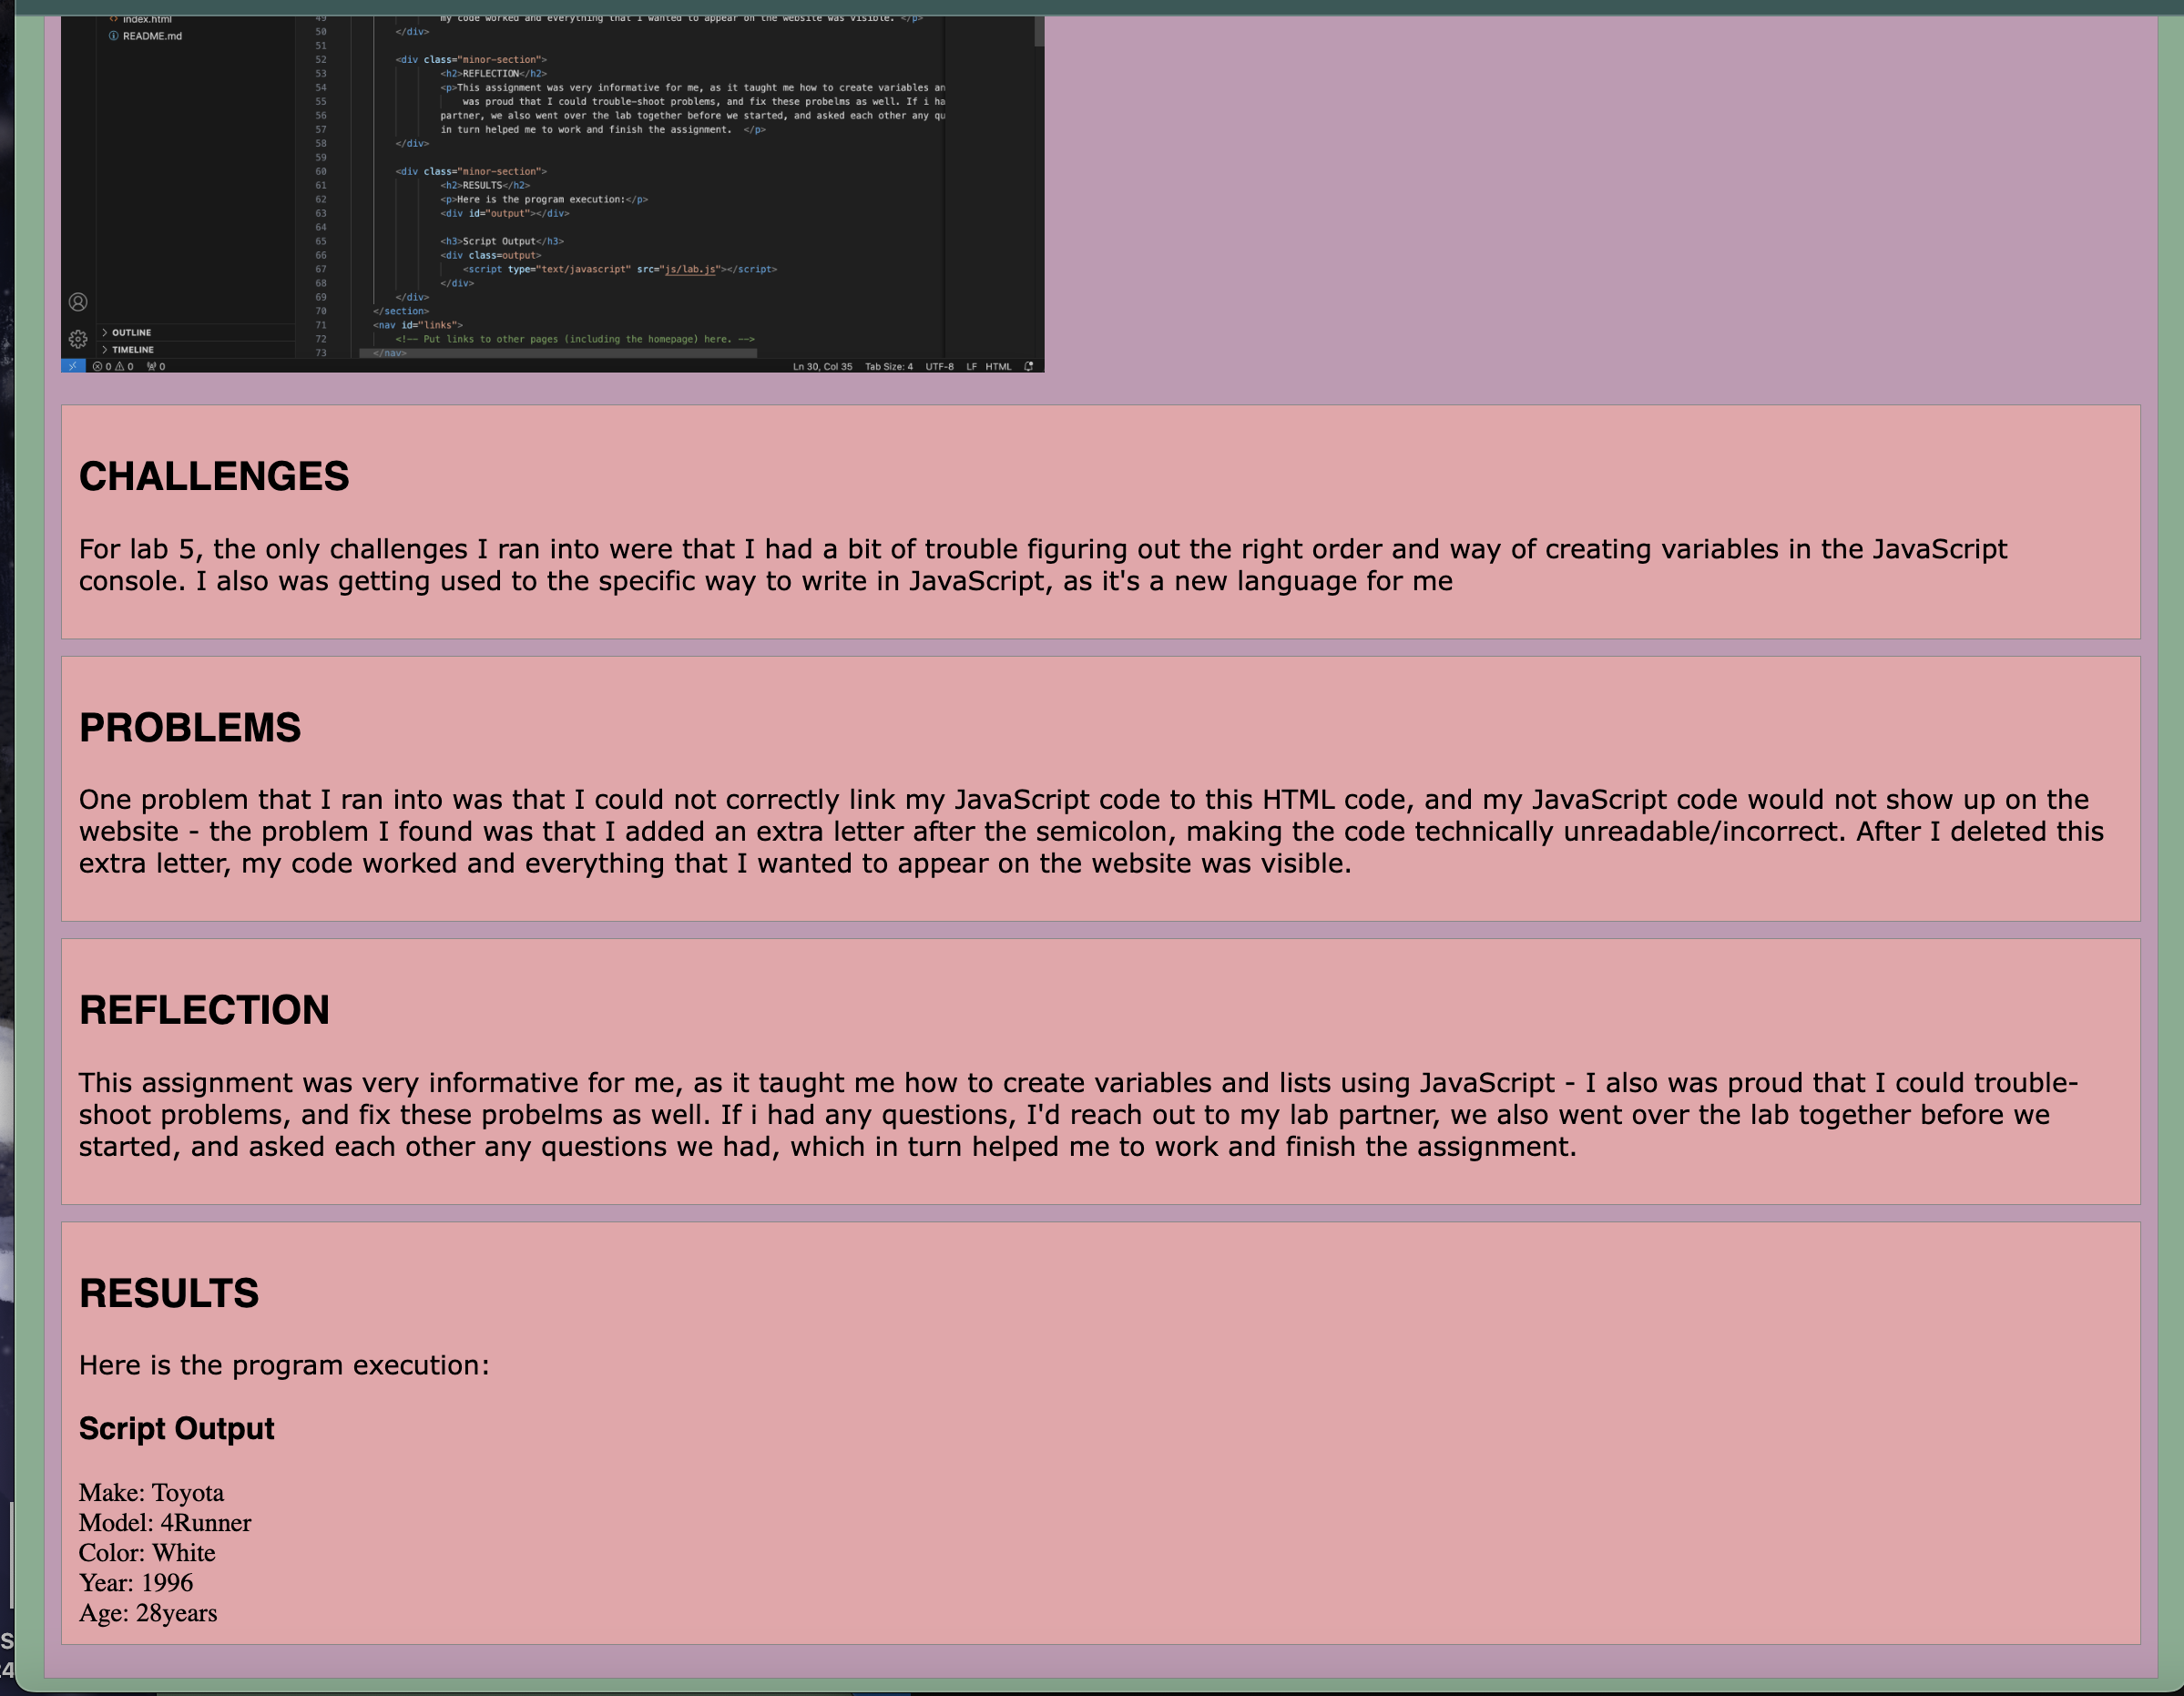 index.html
README.md
49 my code worked and everything that I wanted to appear on the website was visible. </p>
50 </div>
51
52 <div class="minor-section">
53 <h2>REFLECTION</h2>
54 <p>This assignment was very informative for me, as it taught me how to create variables an
55 was proud that I could trouble-shoot problems, and fix these probelms as well. If i ha
56 partner, we also went over the lab together before we started, and asked each other any qu
57 in turn helped me to work and finish the assignment. </p>
58 </div>
59
60 <div class="minor-section">
61 <h2>RESULTS</h2>
62 <p>Here is the program execution:</p>
63 <div id="output"></div>
64
65 <h3>Script Output</h3>
66 <div class=output>
67 <script type="text/javascript" src="js/lab.js"></script>
68 </div>
69 </div>
70 </section>
71 <nav id="links">
72 <!-- Put links to other pages (including the homepage) here. -->
73 </nav>
OUTLINE
TIMELINE
0 0 0 Ln 30, Col 35 Tab Size: 4 UTF-8 LF HTML
CHALLENGES
For lab 5, the only challenges I ran into were that I had a bit of trouble figuring out the right order and way of creating variables in the JavaScript
console. I also was getting used to the specific way to write in JavaScript, as it's a new language for me
PROBLEMS
One problem that I ran into was that I could not correctly link my JavaScript code to this HTML code, and my JavaScript code would not show up on the
website - the problem I found was that I added an extra letter after the semicolon, making the code technically unreadable/incorrect. After I deleted this
extra letter, my code worked and everything that I wanted to appear on the website was visible.
REFLECTION
This assignment was very informative for me, as it taught me how to create variables and lists using JavaScript - I also was proud that I could trouble-
shoot problems, and fix these probelms as well. If i had any questions, I'd reach out to my lab partner, we also went over the lab together before we
started, and asked each other any questions we had, which in turn helped me to work and finish the assignment.
RESULTS
Here is the program execution:
Script Output
Make: Toyota
Model: 4Runner
Color: White
Year: 1996
Age: 28years